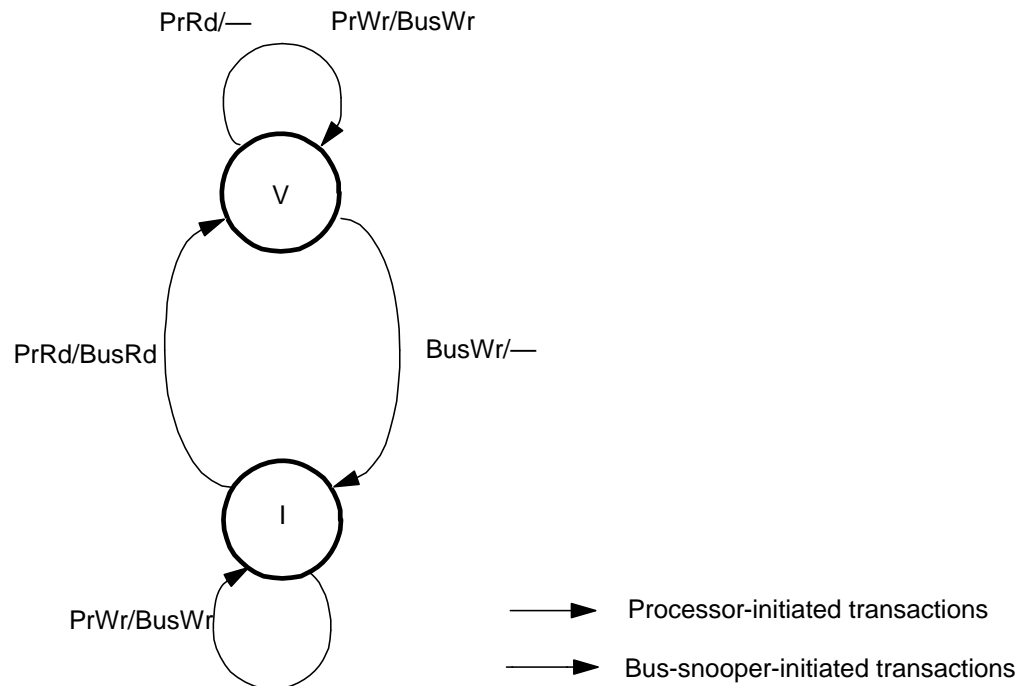 PrRd/—
PrWr/BusWr
V
PrRd/BusRd
BusWr/—
I
PrWr/BusWr
Processor-initiated transactions
Bus-snooper-initiated transactions